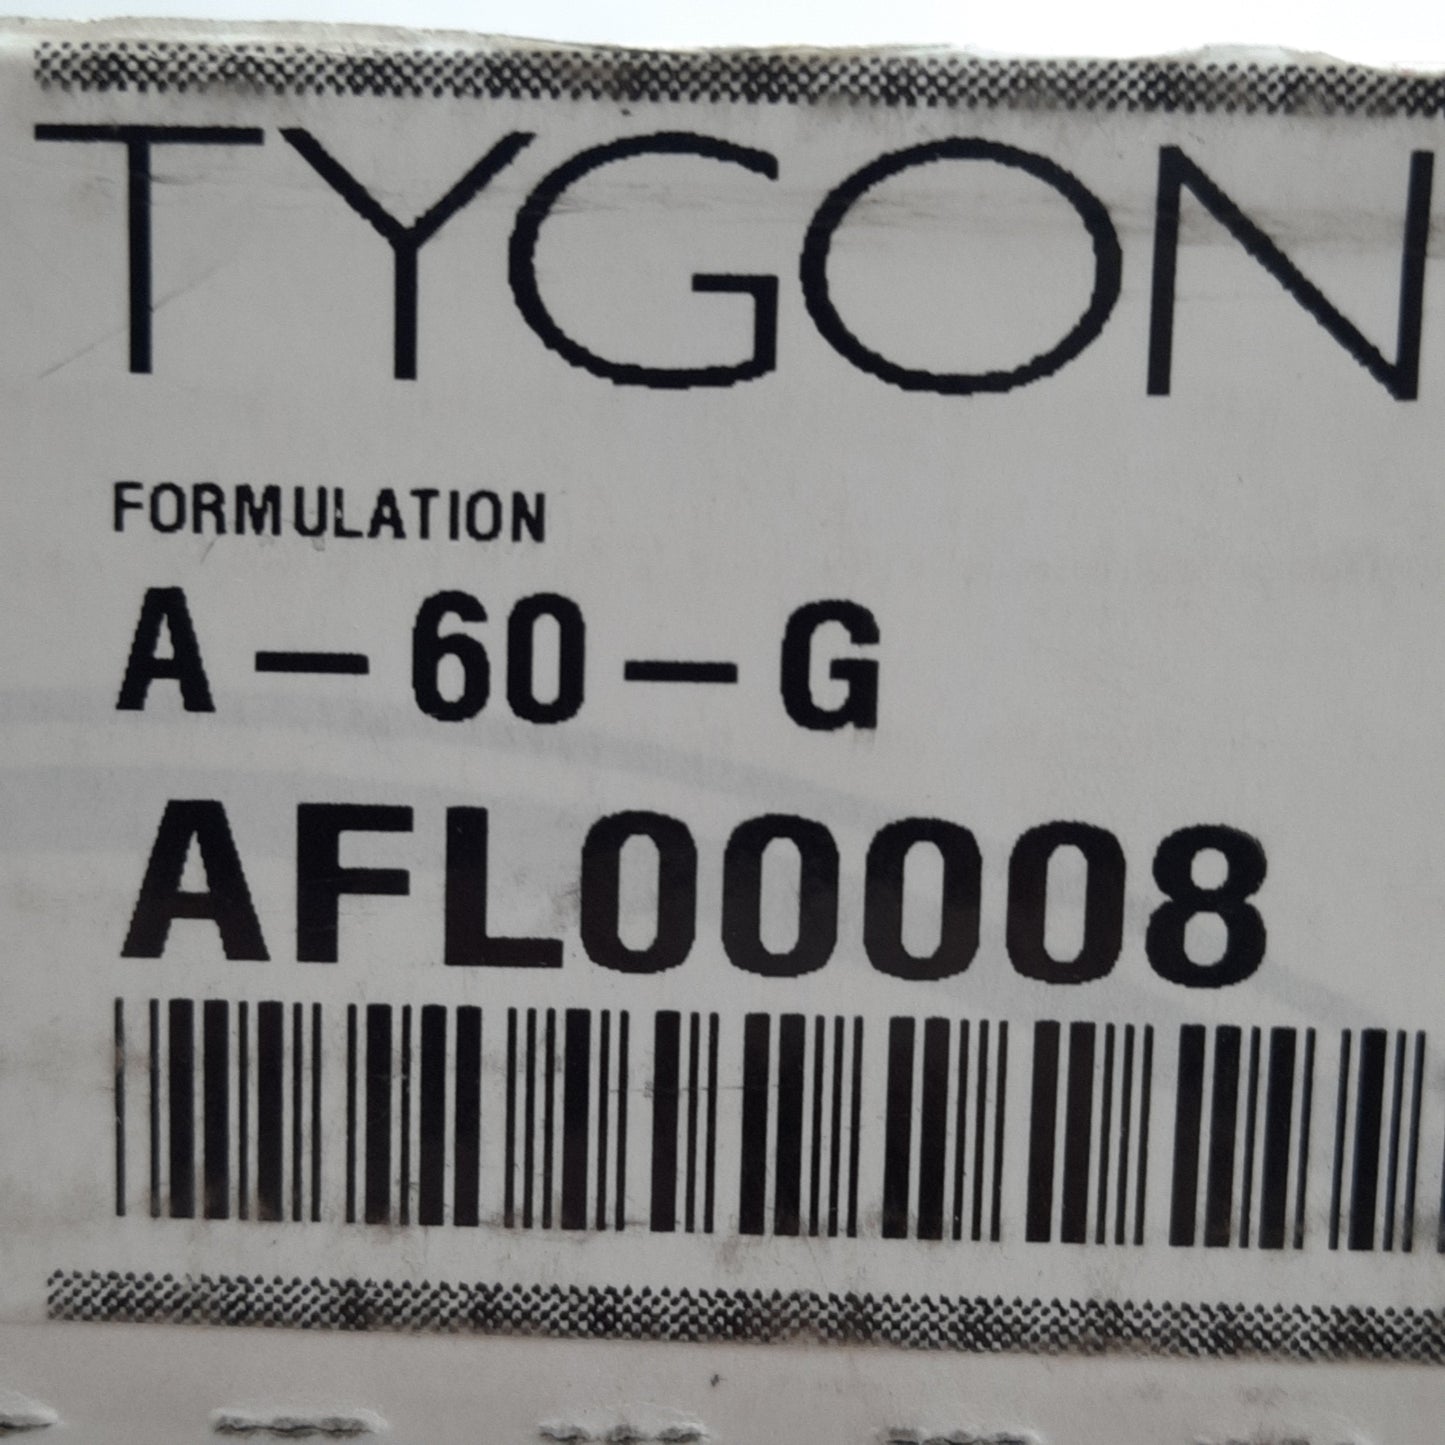 TYGON
FORMULATION
A-60-G
AFL00008